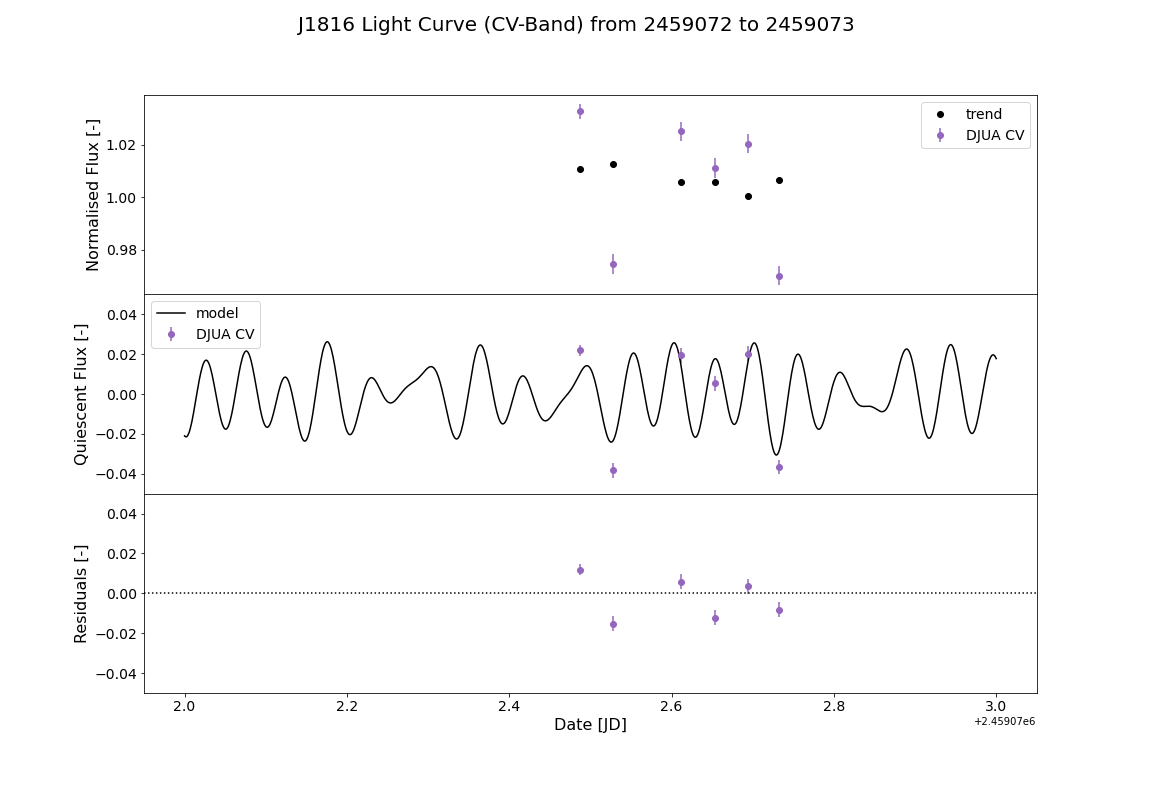 J1816 Light Curve (CV-Band) from 2459072 to 2459073
Normalised Flux [-]
1.02
1.00
0.98
trend
DJUA CV
Quiescent Flux [-]
0.04
0.02
0.00
−0.02
−0.04
model
DJUA CV
Residuals [-]
0.04
0.02
0.00
−0.02
−0.04
2.0 2.2 2.4 2.6 2.8 3.0
+2.45907e6
Date [JD]